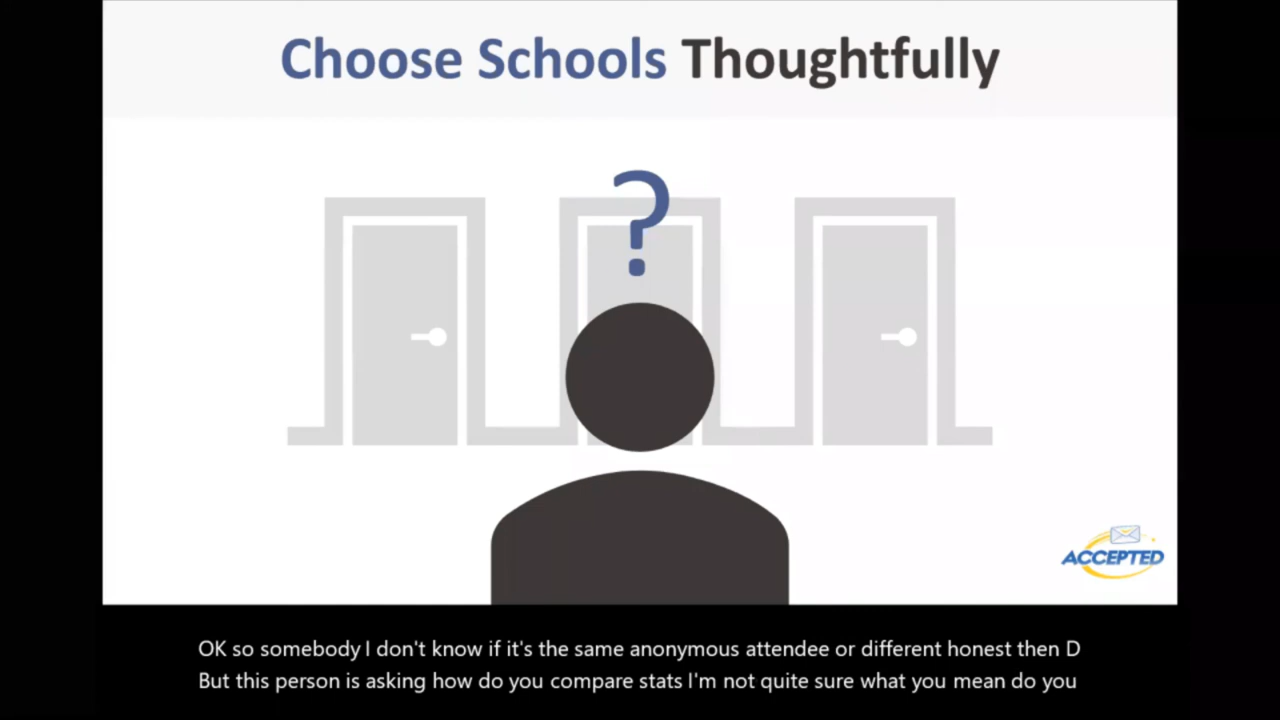 Choose Schools Thoughtfully
?
ACCEPTED
OK so somebody I don't know if it's the same anonymous attendee or different honest then D
But this person is asking how do you compare stats I'm not quite sure what you mean do you